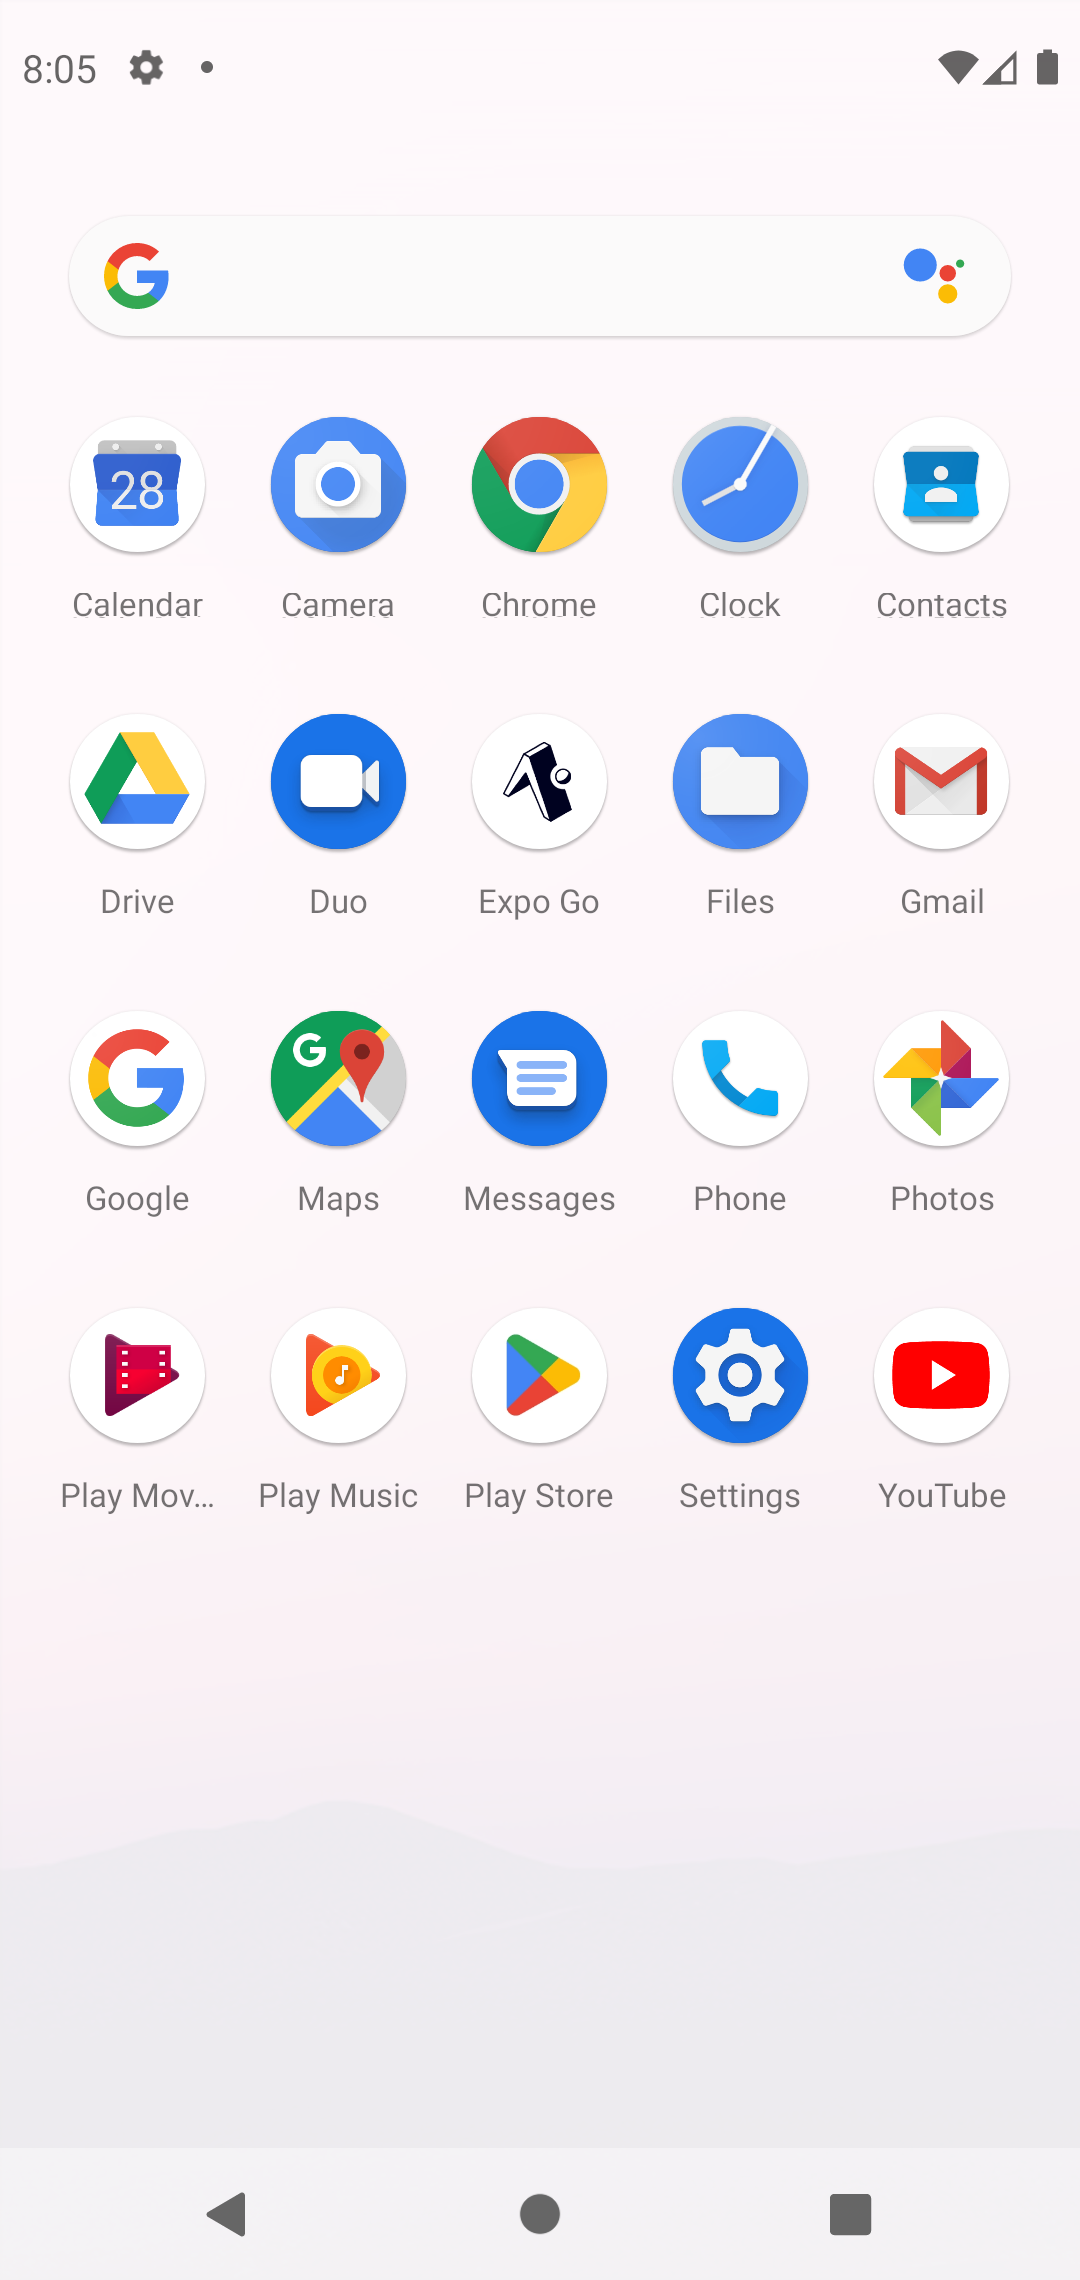 8:05
28
Calendar
Camera
Chrome
Clock
Contacts
Drive
Duo
Expo Go
Files
Gmail
Google
Maps
Messages
Phone
Photos
Play Mov...
Play Music
Play Store
Settings
YouTube